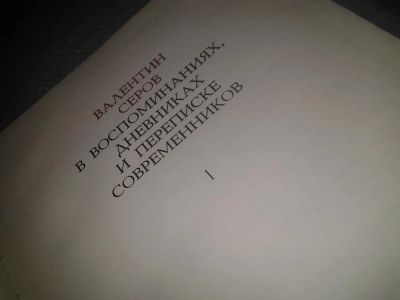 ВАЛЕНТИН
СЕРОВ
В ВОСПОМИНАНИЯХ,
ДНЕВНИКАХ
И ПЕРЕПИСКЕ
СОВРЕМЕННИКОВ
1